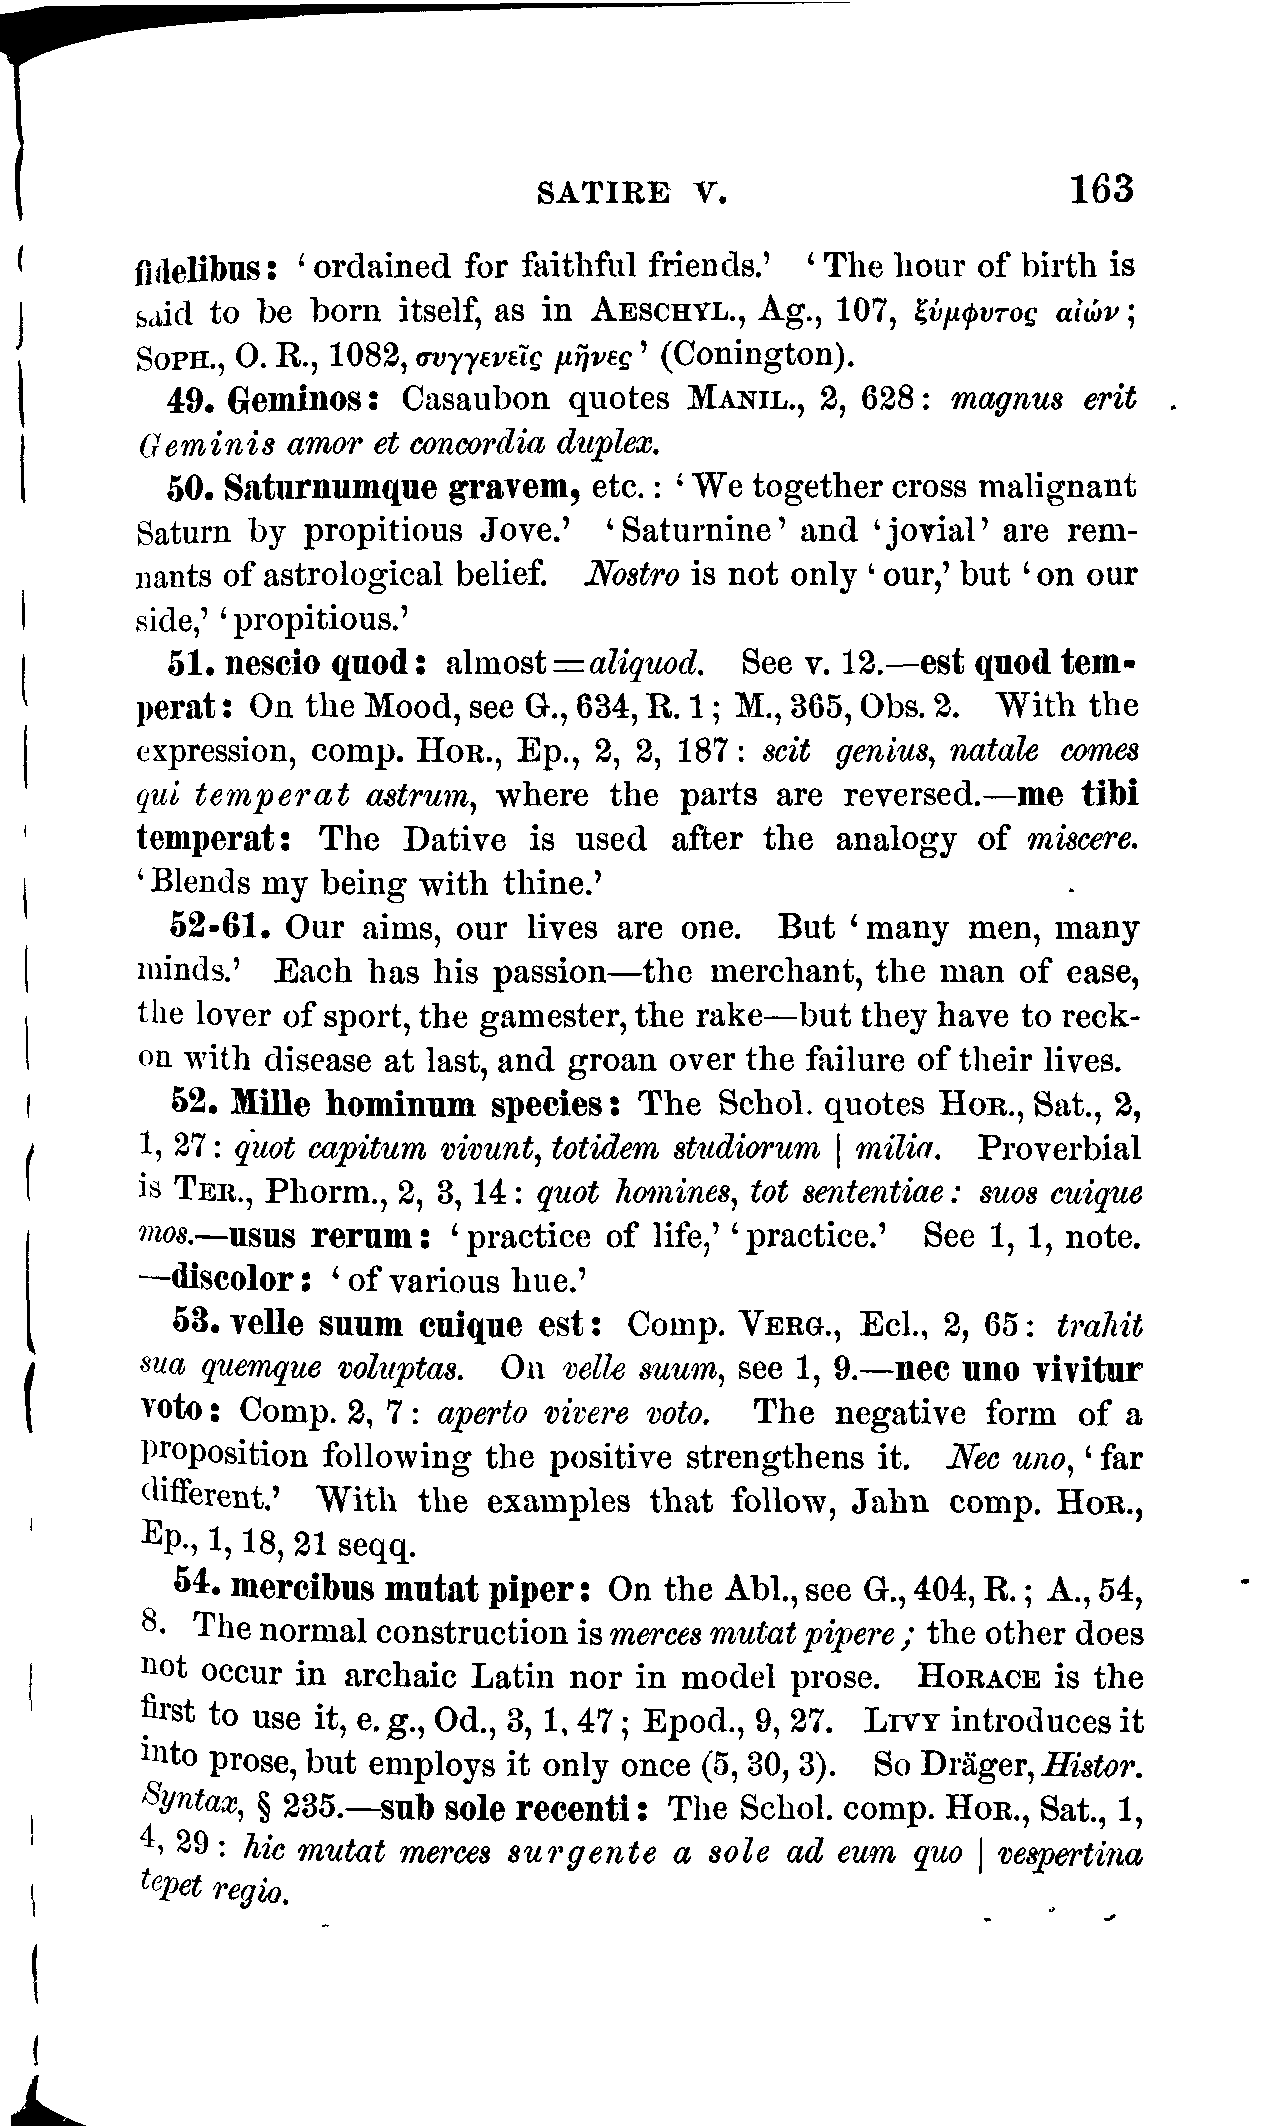 SATIRE V. 163
fidelibus: ‘ordained for faithful friends.’ ‘The hour of birth is
said to be born itself, as in AESCHYL., Ag., 107, ξύμφυτος αἰών;
SOPH., O. R., 1082, συγγενεῖς μῆνες’ (Conington).
49. Geminos: Casaubon quotes MANIL., 2, 628: magnus erit
Geminis amor et concordia duplex.
50. Saturnumque gravem, etc.: ‘We together cross malignant
Saturn by propitious Jove.’ ‘Saturnine’ and ‘jovial’ are rem-
nants of astrological belief. Nostro is not only ‘our,’ but ‘on our
side,’ ‘propitious.’
51. nescio quod: almost=aliquod. See v. 12.—est quod tem-
perat: On the Mood, see G., 634, R. 1; M., 365, Obs. 2. With the
expression, comp. HOR., Ep., 2, 2, 187: scit genius, natale comes
qui temperat astrum, where the parts are reversed.—me tibi
temperat: The Dative is used after the analogy of miscere.
‘Blends my being with thine.’
52-61. Our aims, our lives are one. But ‘many men, many
minds.’ Each has his passion—the merchant, the man of ease,
the lover of sport, the gamester, the rake—but they have to reck-
on with disease at last, and groan over the failure of their lives.
52. Mille hominum species: The Schol. quotes HOR., Sat., 2,
1, 27: quot capitum vivunt, totidem studiorum | milia. Proverbial
is TER., Phorm., 2, 3, 14: quot homines, tot sententiae: suos cuique
mos.—usus rerum: ‘practice of life,’ ‘practice.’ See 1, 1, note.
—discolor: ‘of various hue.’
53. velle suum cuique est: Comp. VERG., Ecl., 2, 65: trahit
sua quemque voluptas. On velle suum, see 1, 9.—nec uno vivitur
voto: Comp. 2, 7: aperto vivere voto. The negative form of a
proposition following the positive strengthens it. Nec uno, ‘far
different.’ With the examples that follow, Jahn comp. HOR.,
Ep., 1, 18, 21 seqq.
54. mercibus mutat piper: On the Abl., see G., 404, R.; A., 54,
8. The normal construction is merces mutat pipere; the other does
not occur in archaic Latin nor in model prose. HORACE is the
first to use it, e. g., Od., 3, 1, 47; Epod., 9, 27. LIVY introduces it
into prose, but employs it only once (5, 30, 3). So Dräger, Histor.
Syntax, § 235.—sub sole recenti: The Schol. comp. HOR., Sat., 1,
4, 29: hic mutat merces surgente a sole ad eum quo | vespertina
tepet regio.